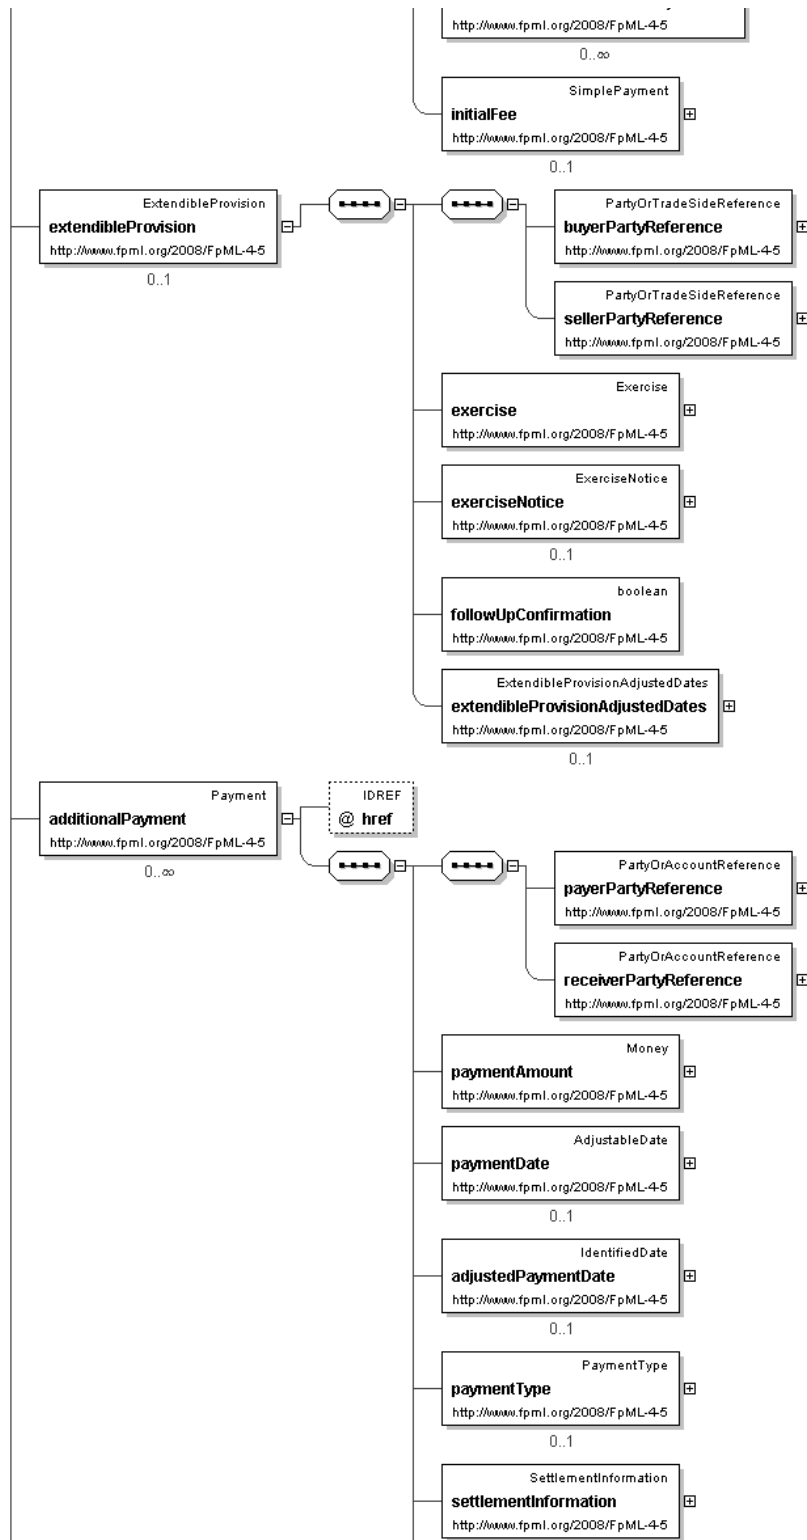 http://www.fpml.org/2008/FpML-4-5
0..∞
SimplePayment
initialFee
http://www.fpml.org/2008/FpML-4-5
0..1
ExtendibleProvision
extendibleProvision
http://www.fpml.org/2008/FpML-4-5
0..1
PartyOrTradeSideReference
buyerPartyReference
http://www.fpml.org/2008/FpML-4-5
PartyOrTradeSideReference
sellerPartyReference
http://www.fpml.org/2008/FpML-4-5
Exercise
exercise
http://www.fpml.org/2008/FpML-4-5
ExerciseNotice
exerciseNotice
http://www.fpml.org/2008/FpML-4-5
0..1
boolean
followUpConfirmation
http://www.fpml.org/2008/FpML-4-5
ExtendibleProvisionAdjustedDates
extendibleProvisionAdjustedDates
http://www.fpml.org/2008/FpML-4-5
0..1
Payment
additionalPayment
http://www.fpml.org/2008/FpML-4-5
0..∞
IDREF
@ href
PartyOrAccountReference
payerPartyReference
http://www.fpml.org/2008/FpML-4-5
PartyOrAccountReference
receiverPartyReference
http://www.fpml.org/2008/FpML-4-5
Money
paymentAmount
http://www.fpml.org/2008/FpML-4-5
AdjustableDate
paymentDate
http://www.fpml.org/2008/FpML-4-5
0..1
IdentifiedDate
adjustedPaymentDate
http://www.fpml.org/2008/FpML-4-5
0..1
PaymentType
paymentType
http://www.fpml.org/2008/FpML-4-5
0..1
SettlementInformation
settlementInformation
http://www.fpml.org/2008/FpML-4-5